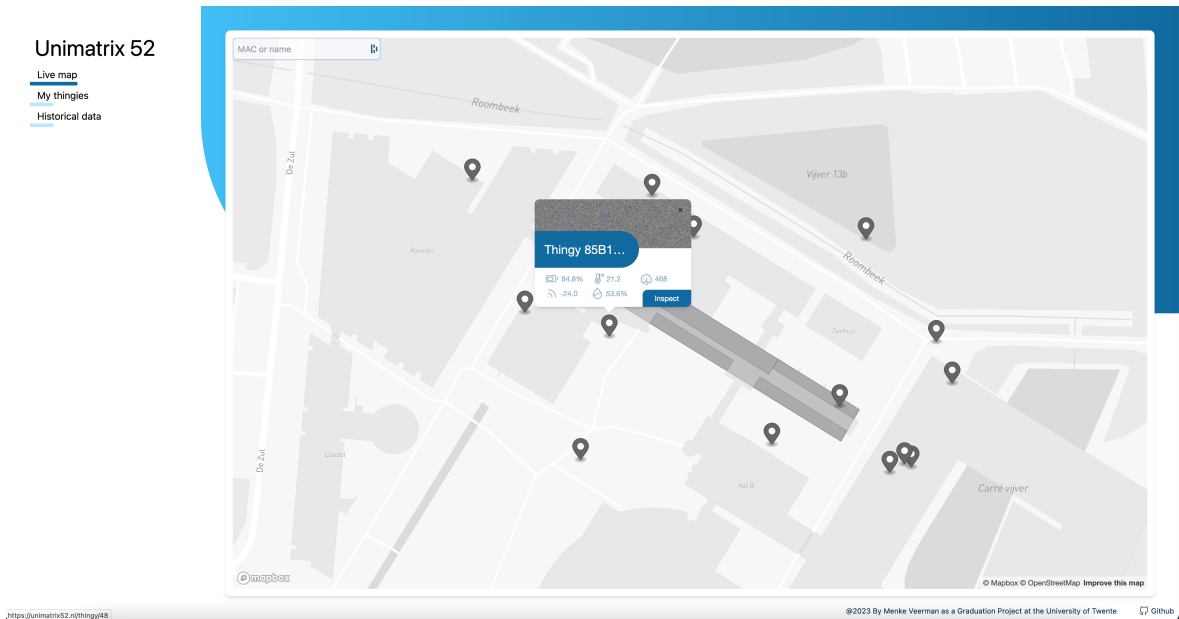 Unimatrix 52
Live map
My thingies
Historical data
MAC or name
Roombeek
De Zul
Vijver 13b
Ravelijn
Thingy 85B1...
84.8% 21.2 468
-24.0 53.6%
Inspect
Roombeek
Teehuis
Citadel
De Zul
Hal B
Carré vijver
mapbox
© Mapbox © OpenStreetMap Improve this map
@2023 By Menke Veerman as a Graduation Project at the University of Twente
Github
https://unimatrix52.nl/thingy/48